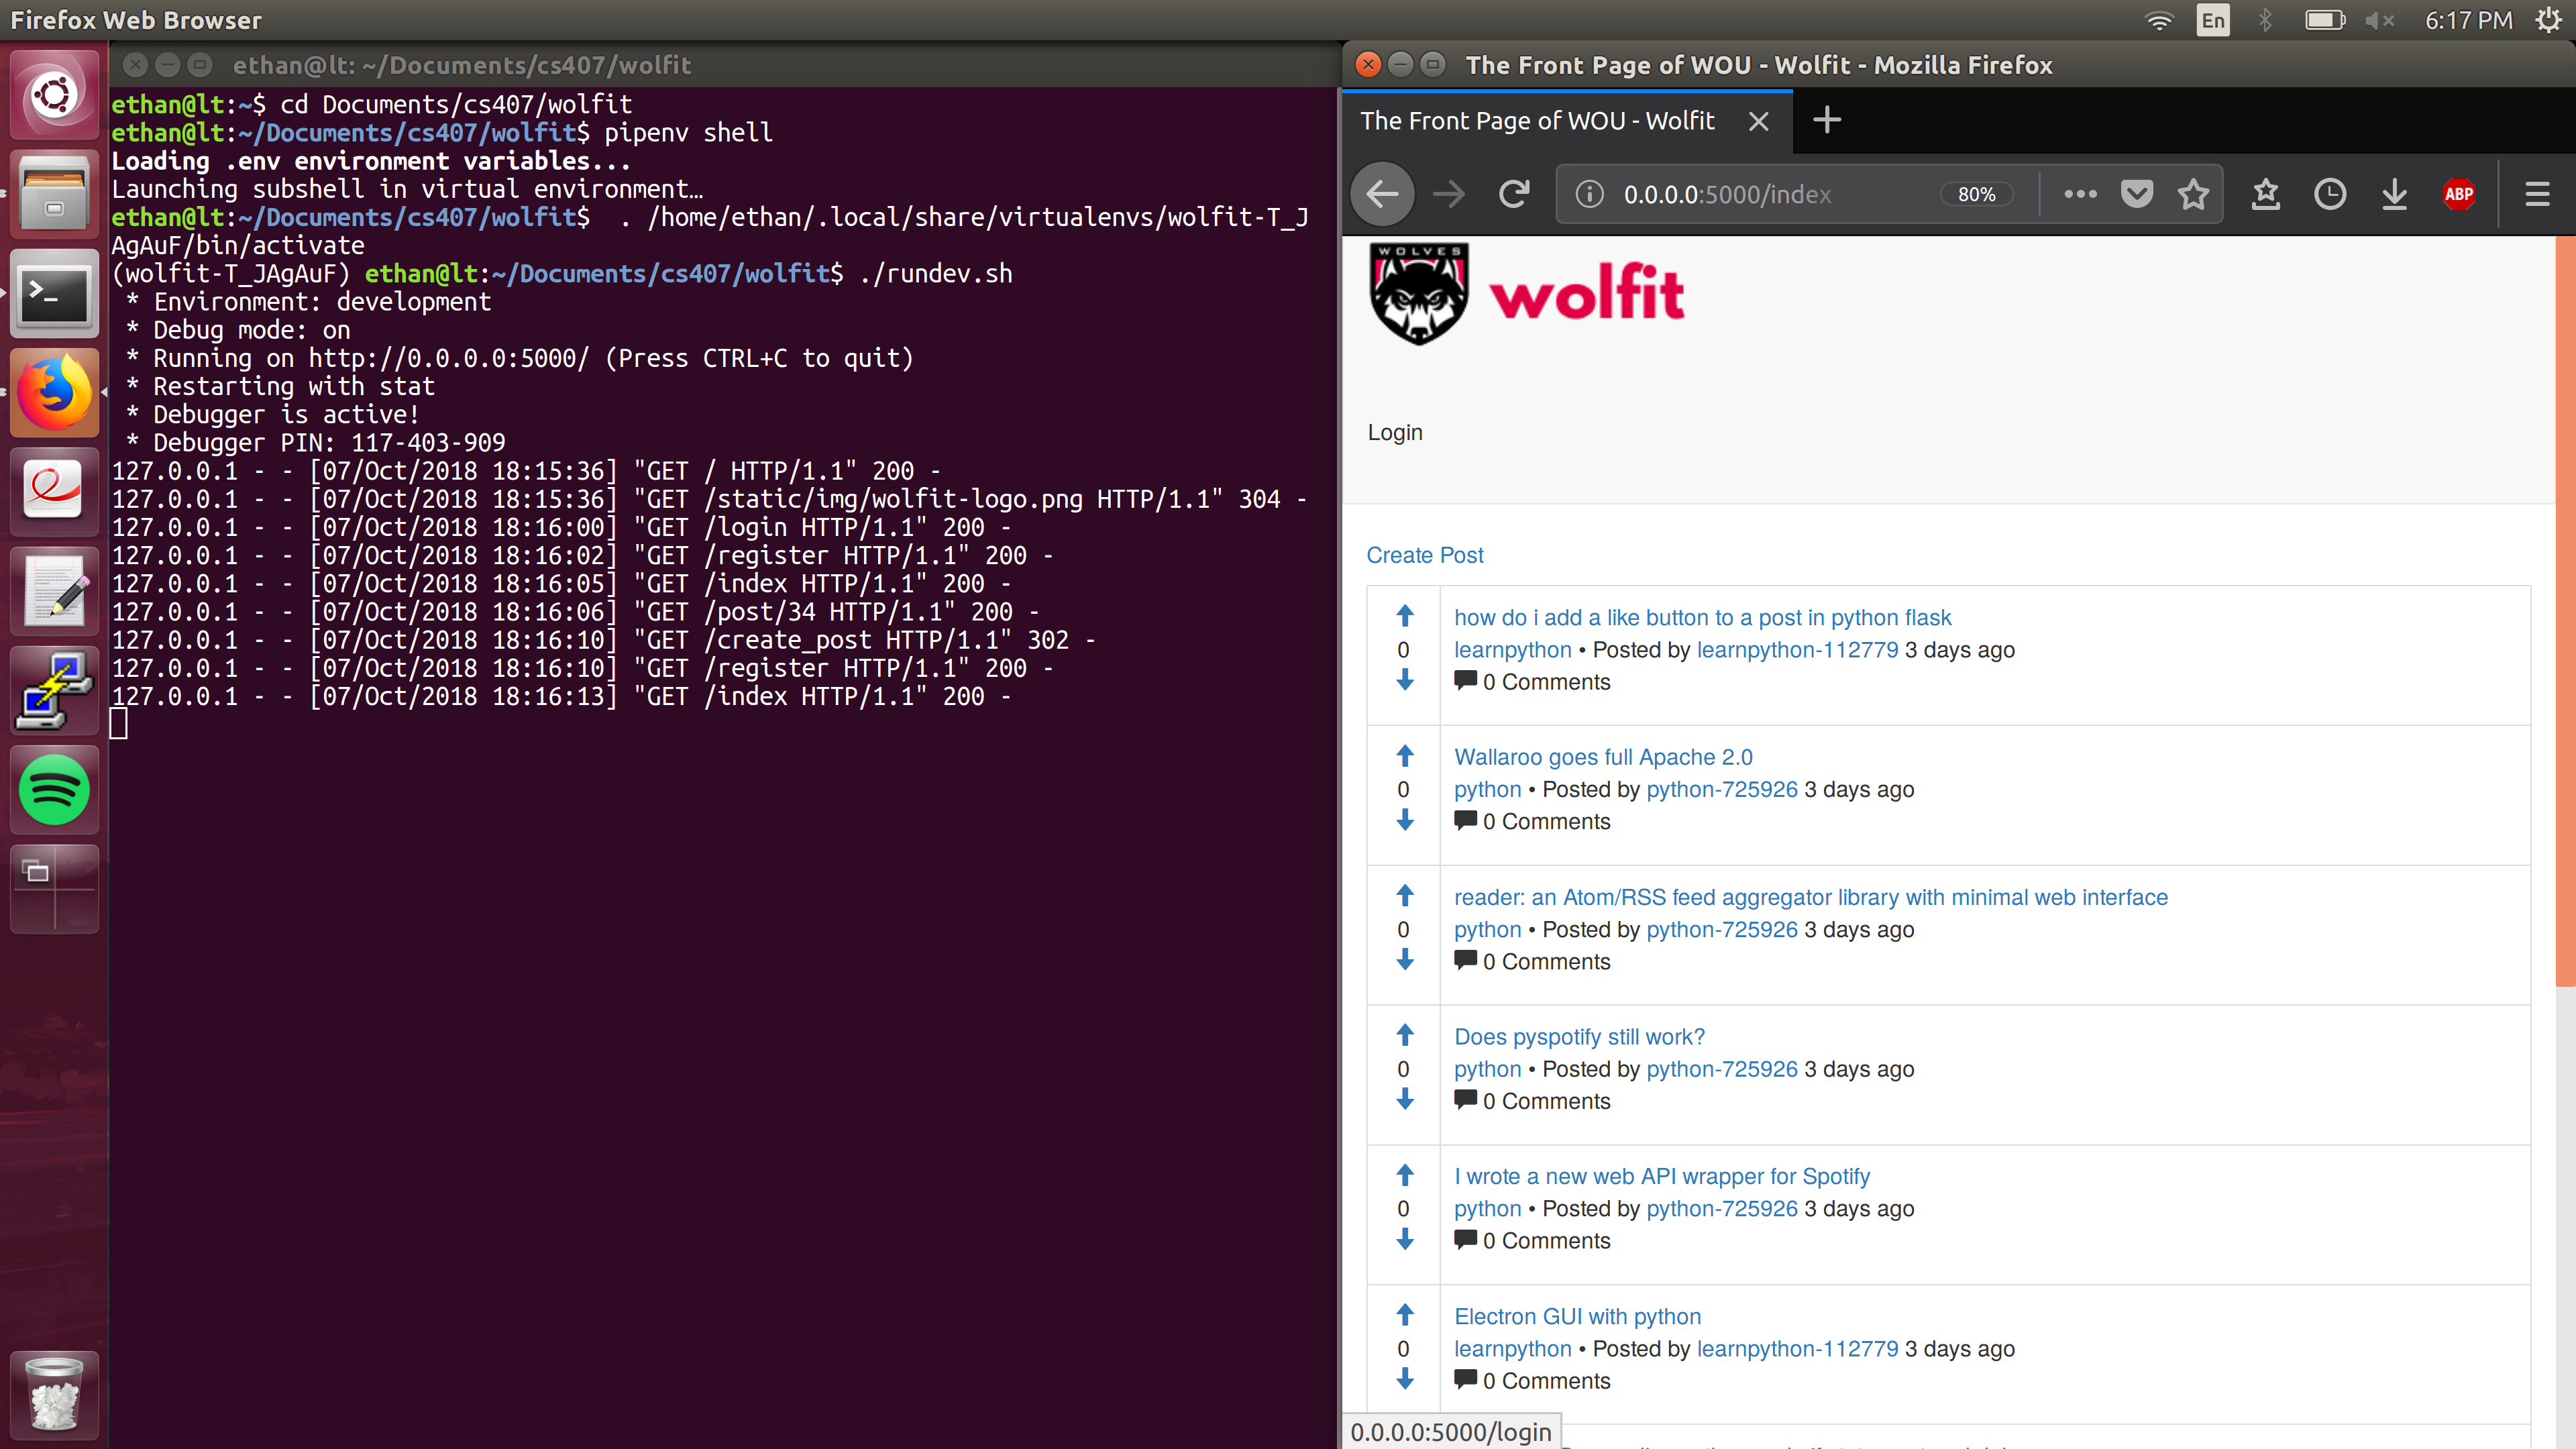 Firefox Web Browser
En
6:17 PM
ethan@lt: ~/Documents/cs407/wolfit
ethan@lt:~$ cd Documents/cs407/wolfit
ethan@lt:~/Documents/cs407/wolfit$ pipenv shell
Loading .env environment variables...
Launching subshell in virtual environment…
ethan@lt:~/Documents/cs407/wolfit$  . /home/ethan/.local/share/virtualenvs/wolfit-T_J
AgAuF/bin/activate
(wolfit-T_JAgAuF) ethan@lt:~/Documents/cs407/wolfit$ ./rundev.sh
* Environment: development
* Debug mode: on
* Running on http://0.0.0.0:5000/ (Press CTRL+C to quit)
* Restarting with stat
* Debugger is active!
* Debugger PIN: 117-403-909
127.0.0.1 - - [07/Oct/2018 18:15:36] "GET / HTTP/1.1" 200 -
127.0.0.1 - - [07/Oct/2018 18:15:36] "GET /static/img/wolfit-logo.png HTTP/1.1" 304 -
127.0.0.1 - - [07/Oct/2018 18:16:00] "GET /login HTTP/1.1" 200 -
127.0.0.1 - - [07/Oct/2018 18:16:02] "GET /register HTTP/1.1" 200 -
127.0.0.1 - - [07/Oct/2018 18:16:05] "GET /index HTTP/1.1" 200 -
127.0.0.1 - - [07/Oct/2018 18:16:06] "GET /post/34 HTTP/1.1" 200 -
127.0.0.1 - - [07/Oct/2018 18:16:10] "GET /create_post HTTP/1.1" 302 -
127.0.0.1 - - [07/Oct/2018 18:16:10] "GET /register HTTP/1.1" 200 -
127.0.0.1 - - [07/Oct/2018 18:16:13] "GET /index HTTP/1.1" 200 -
The Front Page of WOU - Wolfit - Mozilla Firefox
The Front Page of WOU - Wolfit
0.0.0.0:5000/index
80%
ABP
WOLVES
wolfit
Login
Create Post
how do i add a like button to a post in python flask
0
learnpython • Posted by learnpython-112779 3 days ago
0 Comments
Wallaroo goes full Apache 2.0
0
python • Posted by python-725926 3 days ago
0 Comments
reader: an Atom/RSS feed aggregator library with minimal web interface
0
python • Posted by python-725926 3 days ago
0 Comments
Does pyspotify still work?
0
python • Posted by python-725926 3 days ago
0 Comments
I wrote a new web API wrapper for Spotify
0
python • Posted by python-725926 3 days ago
0 Comments
Electron GUI with python
0
learnpython • Posted by learnpython-112779 3 days ago
0 Comments
0.0.0.0:5000/login